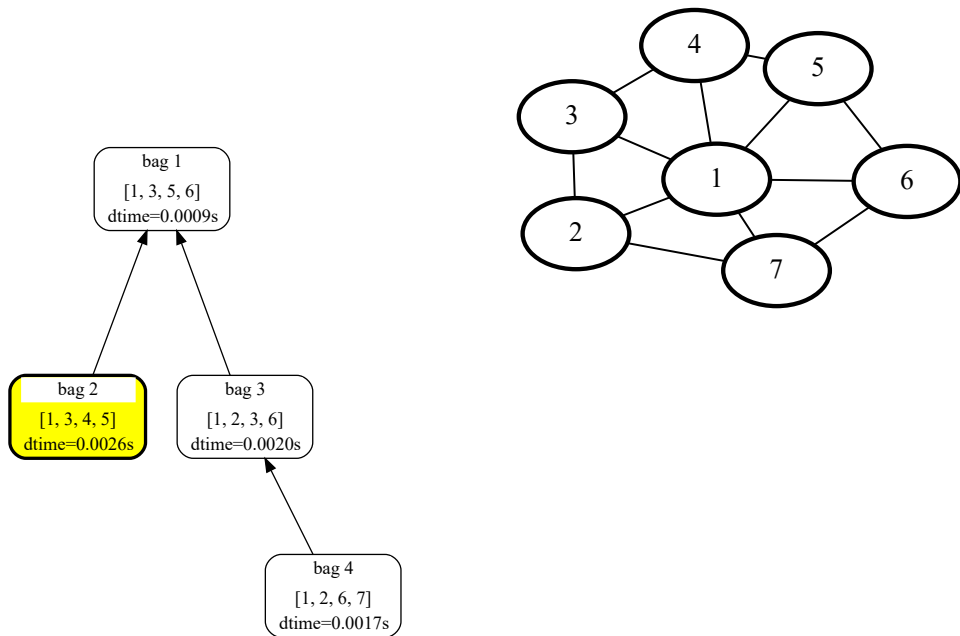 bag 1
[1, 3, 5, 6]
dtime=0.0009s
bag 2
[1, 3, 4, 5]
dtime=0.0026s
bag 3
[1, 2, 3, 6]
dtime=0.0020s
bag 4
[1, 2, 6, 7]
dtime=0.0017s
4
5
3
1
6
2
7